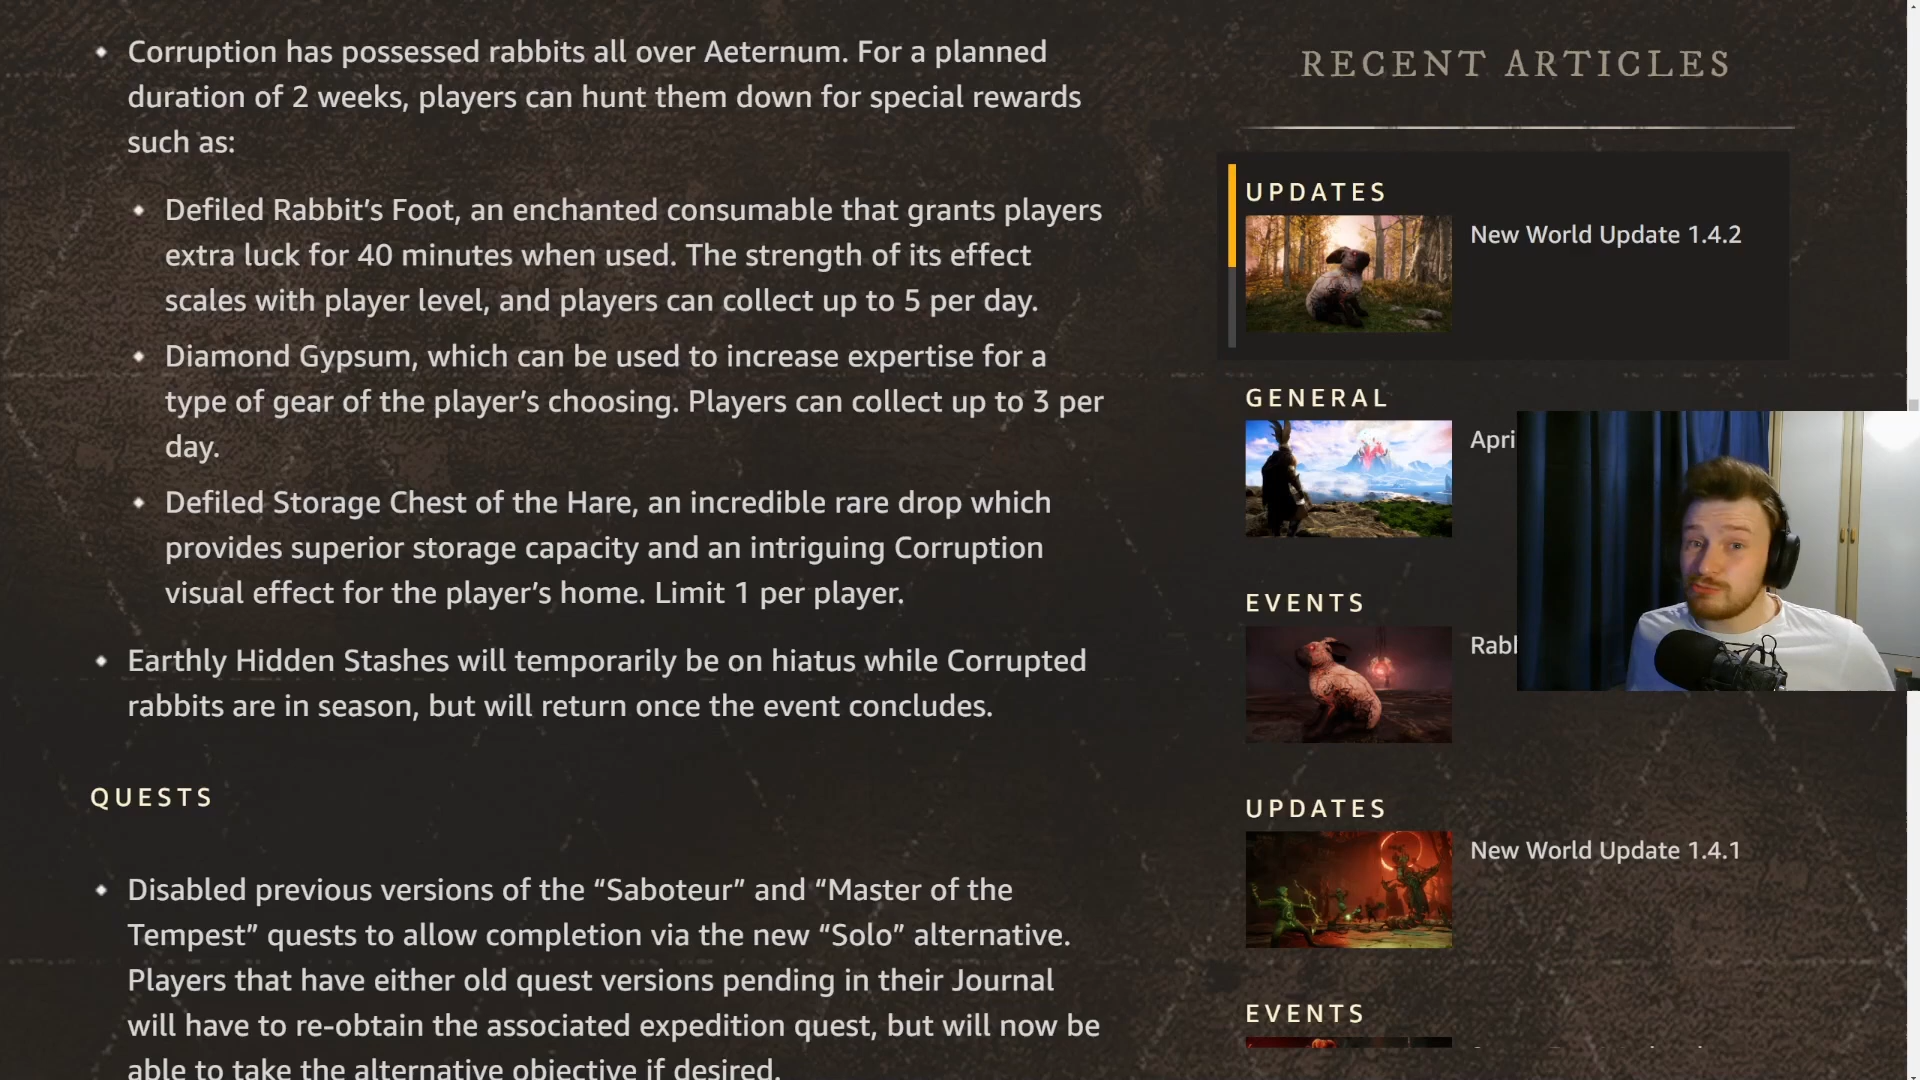 Corruption has possessed rabbits all over Aeternum. For a planned
duration of 2 weeks, players can hunt them down for special rewards
such as:
Defiled Rabbit’s Foot, an enchanted consumable that grants players
extra luck for 40 minutes when used. The strength of its effect
scales with player level, and players can collect up to 5 per day.
Diamond Gypsum, which can be used to increase expertise for a
type of gear of the player’s choosing. Players can collect up to 3 per
day.
Defiled Storage Chest of the Hare, an incredible rare drop which
provides superior storage capacity and an intriguing Corruption
visual effect for the player’s home. Limit 1 per player.
Earthly Hidden Stashes will temporarily be on hiatus while Corrupted
rabbits are in season, but will return once the event concludes.
QUESTS
Disabled previous versions of the “Saboteur” and “Master of the
Tempest” quests to allow completion via the new “Solo” alternative.
Players that have either old quest versions pending in their Journal
will have to re-obtain the associated expedition quest, but will now be
able to take the alternative objective if desired.
RECENT ARTICLES
UPDATES
New World Update 1.4.2
GENERAL
Apri
EVENTS
Rabb
UPDATES
New World Update 1.4.1
EVENTS